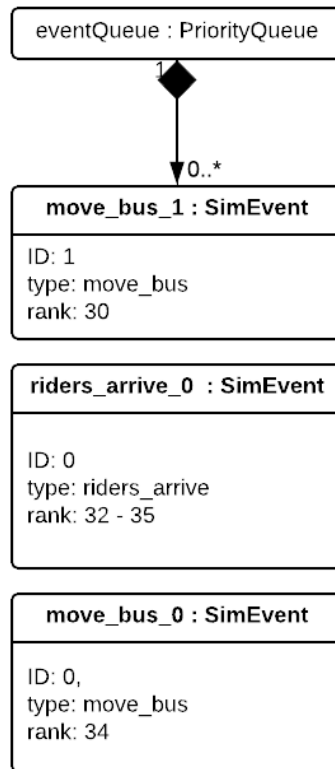 eventQueue : PriorityQueue
1
0..*
move_bus_1 : SimEvent
ID: 1
type: move_bus
rank: 30
riders_arrive_0 : SimEvent
ID: 0
type: riders_arrive
rank: 32 - 35
move_bus_0 : SimEvent
ID: 0,
type: move_bus
rank: 34